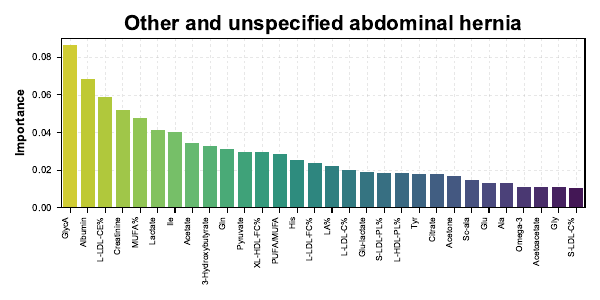 Other and unspecified abdominal hernia
Importance
0.08
0.06
0.04
0.02
0.00
GlycA
Albumin
L-LDL-CE%
Creatinine
MUFA%
Lactate
Ile
Acetate
3-Hydroxybutyrate
Gln
Pyruvate
XL-HDL-FC%
PUFA/MUFA
His
L-LDL-FC%
LA%
L-LDL-C%
Glu-lactate
S-LDL-PL%
L-HDL-PL%
Tyr
Citrate
Acetone
Sc-ala
Glu
Ala
Omega-3
Acetoacetate
Gly
S-LDL-C%